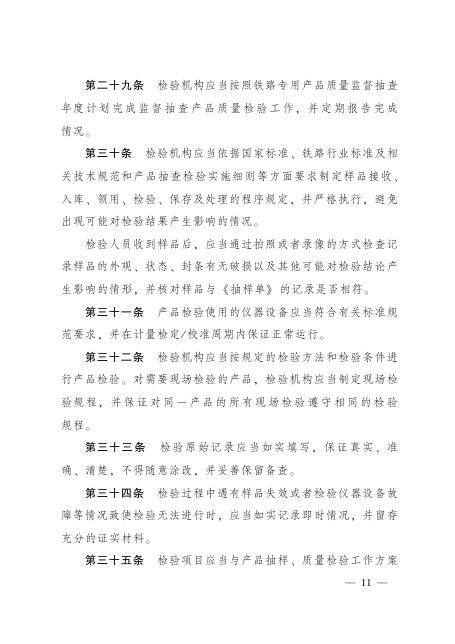 第二十九条　检验机构应当按照铁路专用产品质量监督抽查
年度计划完成监督抽查产品质量检验工作，并定期报告完成
情况。
第三十条　检验机构应当依据国家标准、铁路行业标准及相
关技术规范和产品抽查检验实施细则等方面要求制定样品接收、
入库、领用、检验、保存及处理的程序规定，并严格执行，避免
出现可能对检验结果产生影响的情况。
检验人员收到样品后，应当通过拍照或者录像的方式检查记
录样品的外观、状态、封条有无破损以及其他可能对检验结论产
生影响的情形，并核对样品与《抽样单》的记录是否相符。
第三十一条　产品检验使用的仪器设备应当符合有关标准规
范要求，并在计量检定/校准周期内保证正常运行。
第三十二条　检验机构应当按规定的检验方法和检验条件进
行产品检验。对需要现场检验的产品，检验机构应当制定现场检
验规程，并保证对同一产品的所有现场检验遵守相同的检验
规程。
第三十三条　检验原始记录应当如实填写，保证真实、准
确、清楚，不得随意涂改，并妥善保留备查。
第三十四条　检验过程中遇有样品失效或者检验仪器设备故
障等情况致使检验无法进行时，应当如实记录即时情况，并留存
充分的证实材料。
第三十五条　检验项目应当与产品抽样、质量检验工作方案
— 11 —